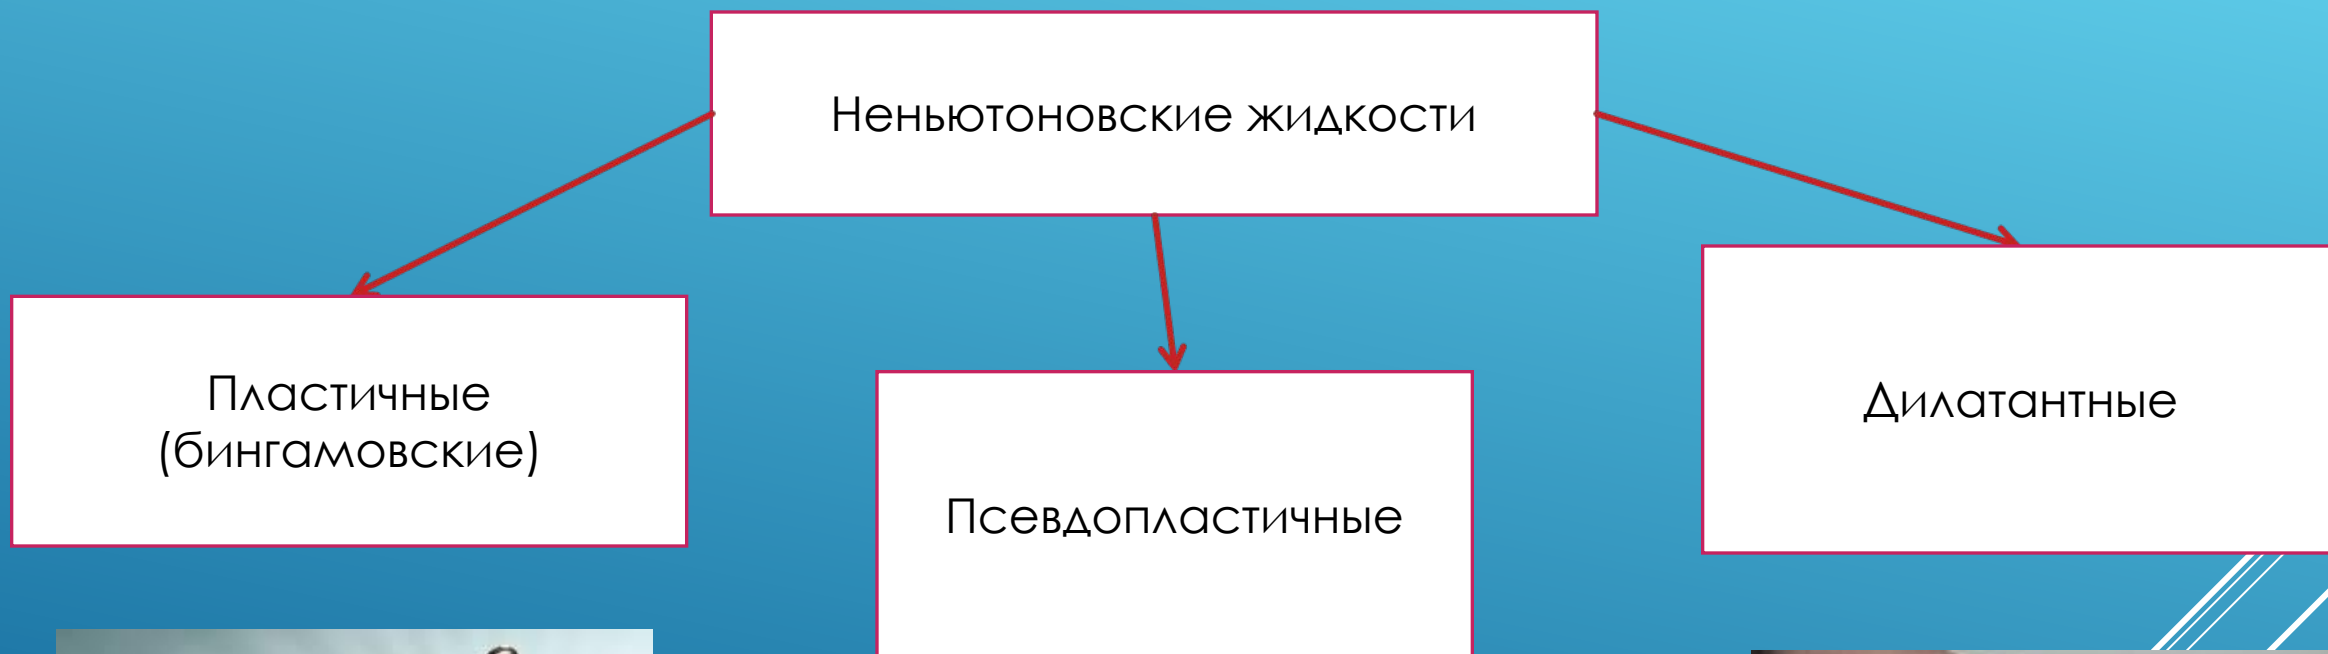 Неньютоновские жидкости
Пластичные
(бингамовские)
Псевдопластичные
Дилатантные